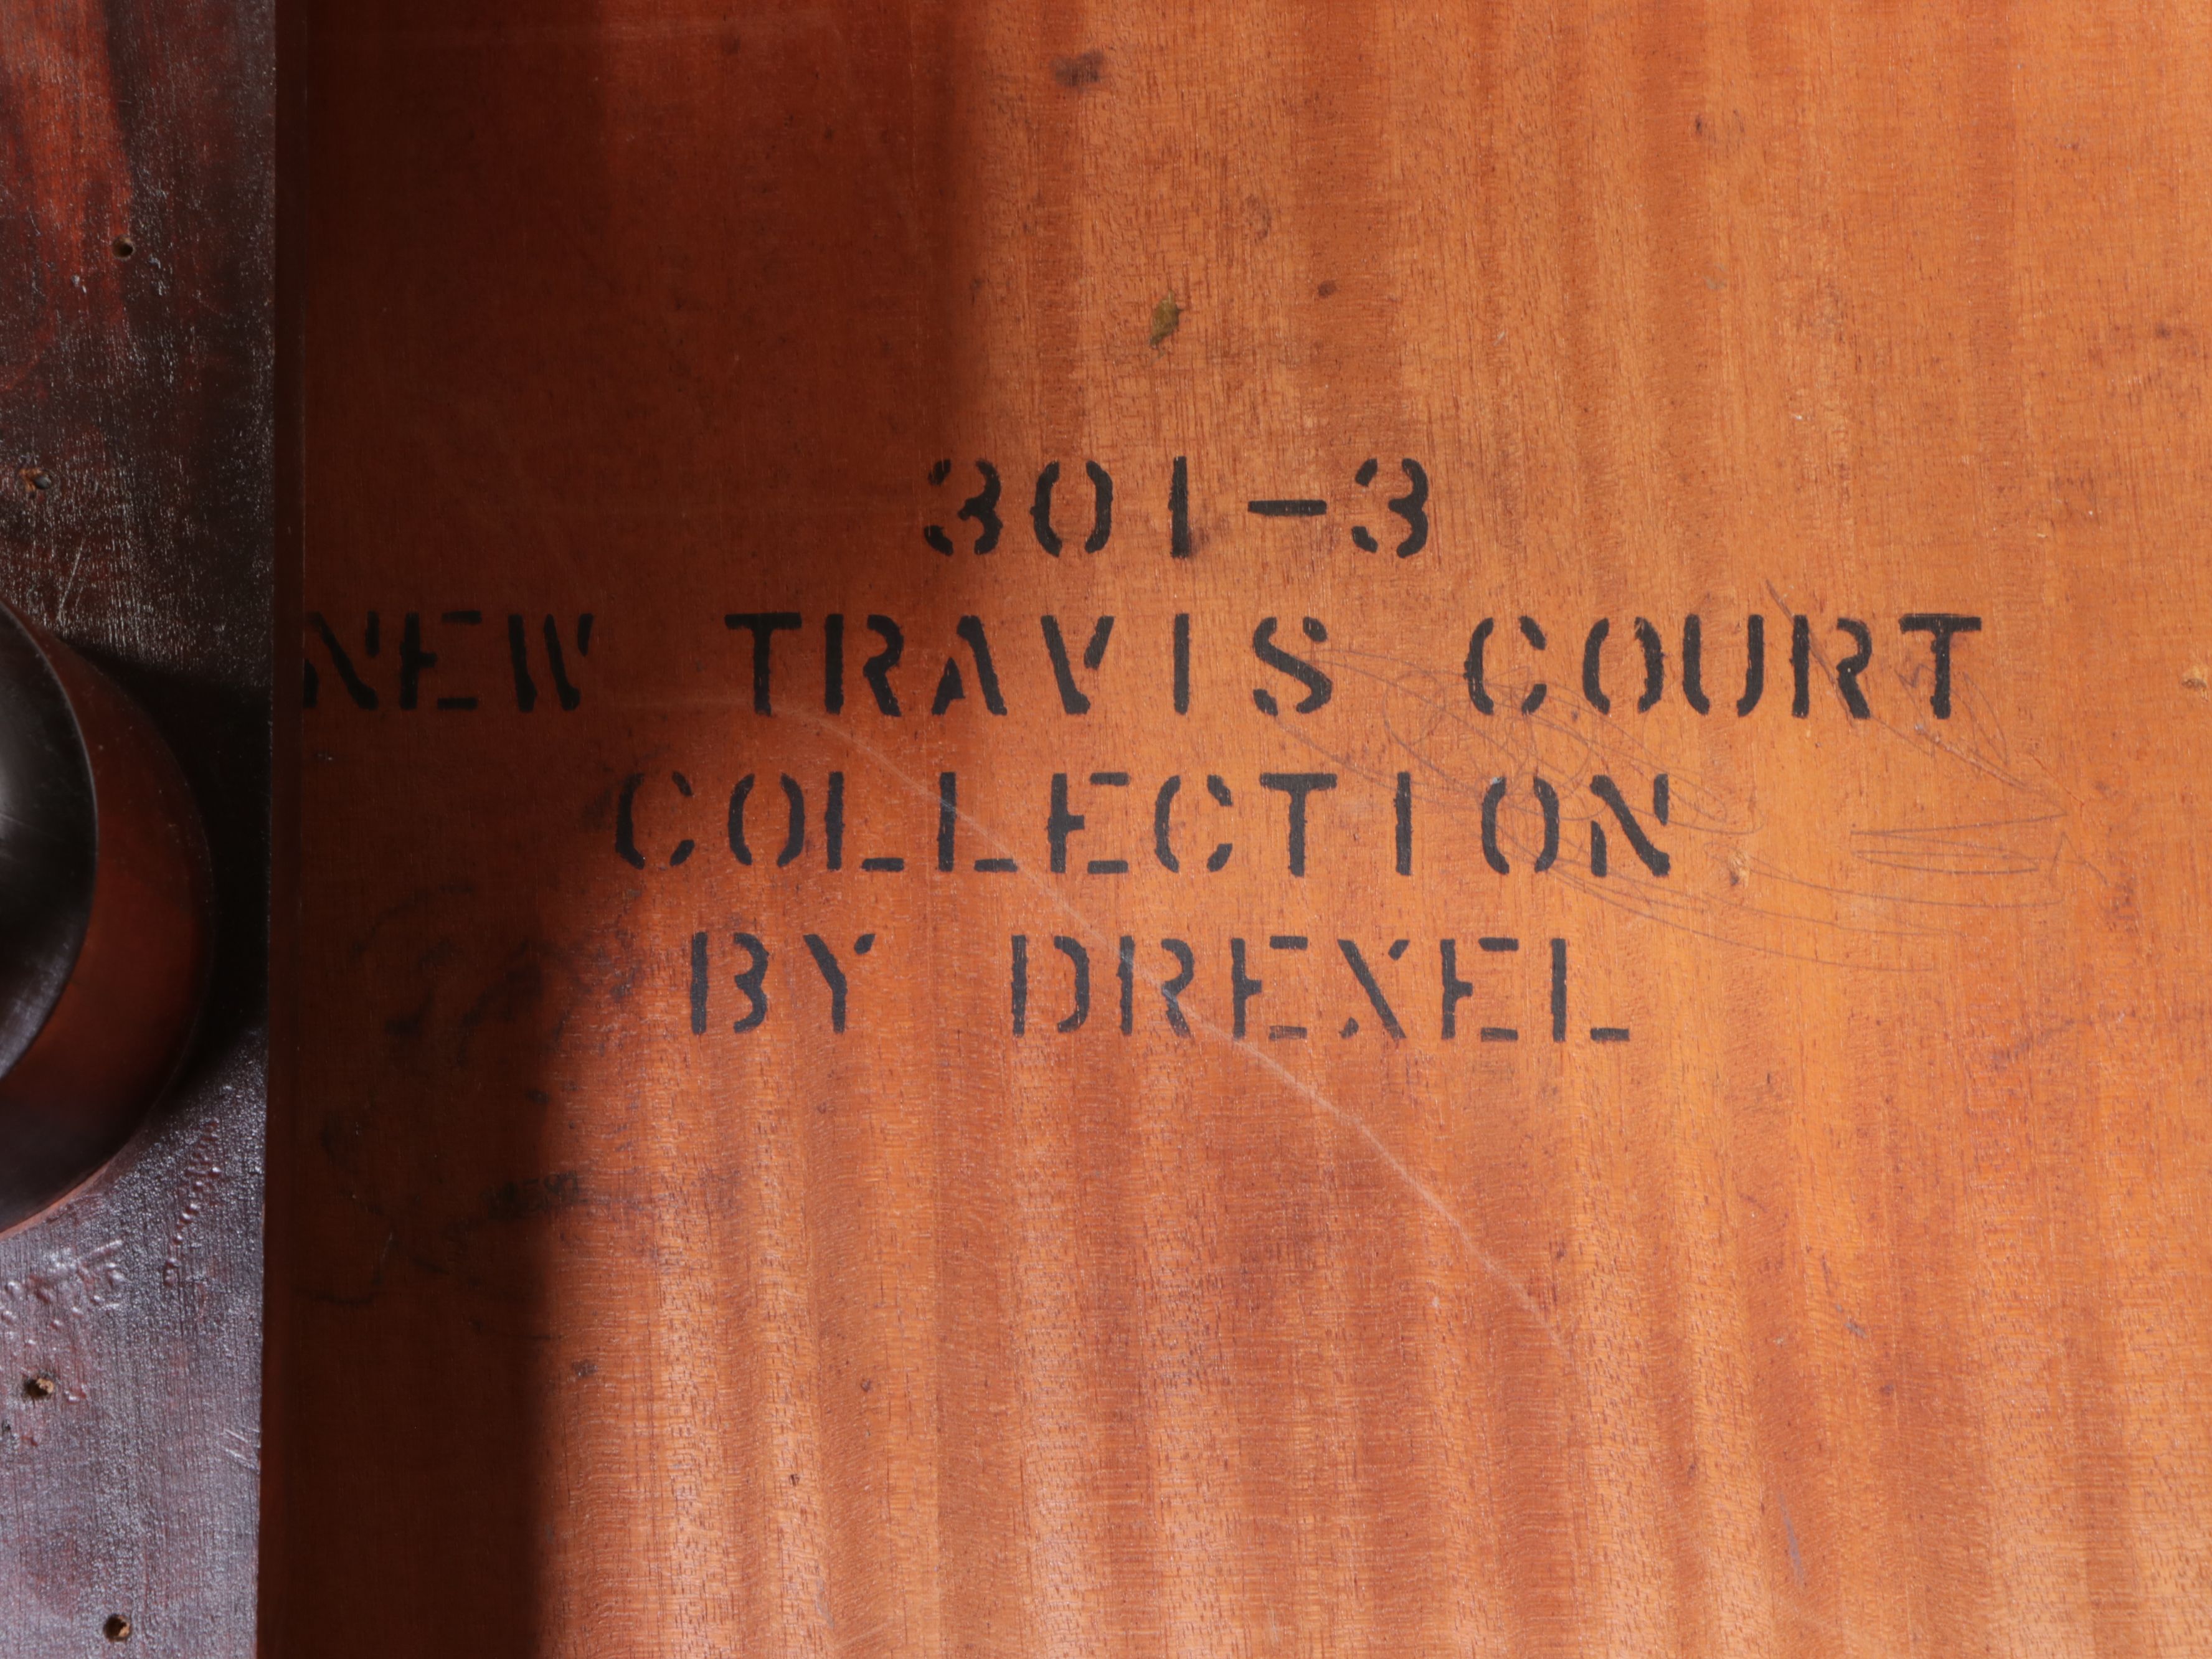 301-3
NEW TRAVIS COURT
COLLECTION
BY DREXEL